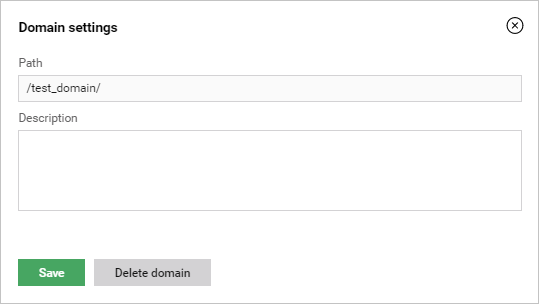 Domain settings
Path
/test_domain/
Description
Save
Delete domain